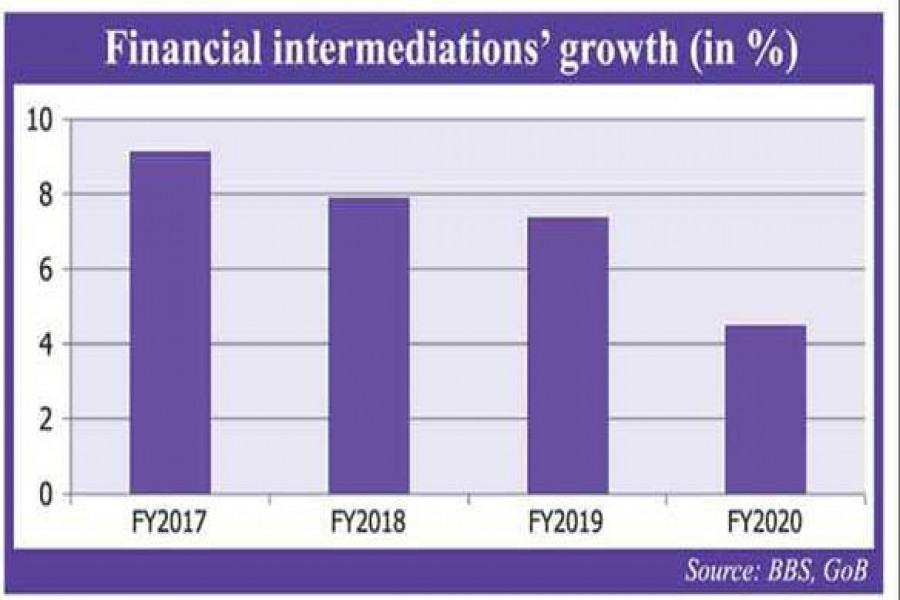 Financial intermediations’ growth (in %)
10
8
6
4
2
0
FY2017 FY2018 FY2019 FY2020
Source: BBS, GoB